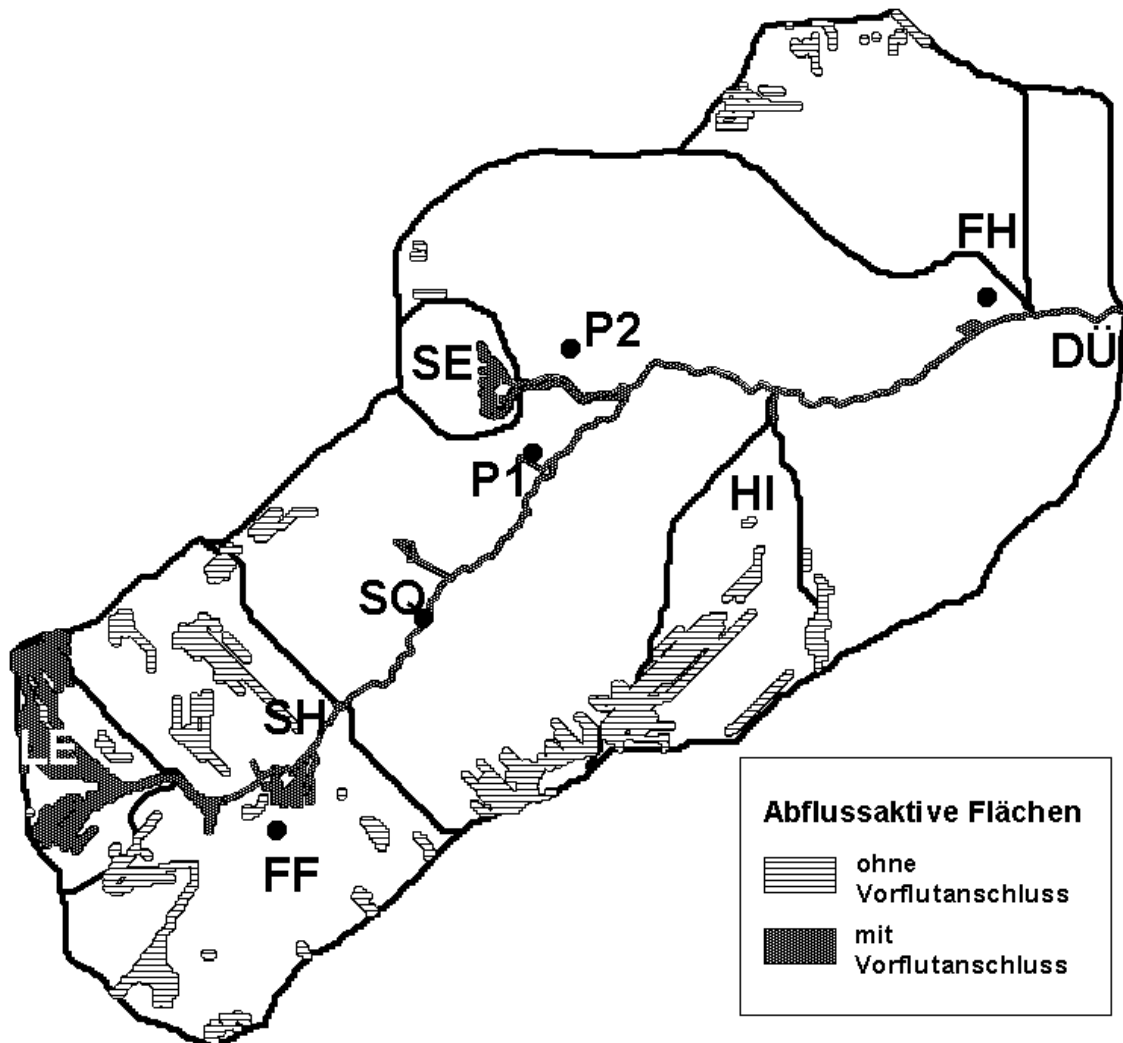 FH
P2
SE
DÜ
P1
HI
SQ
SH
FF
Abflussaktive Flächen
ohne
Vorflutanschluss
mit
Vorflutanschluss